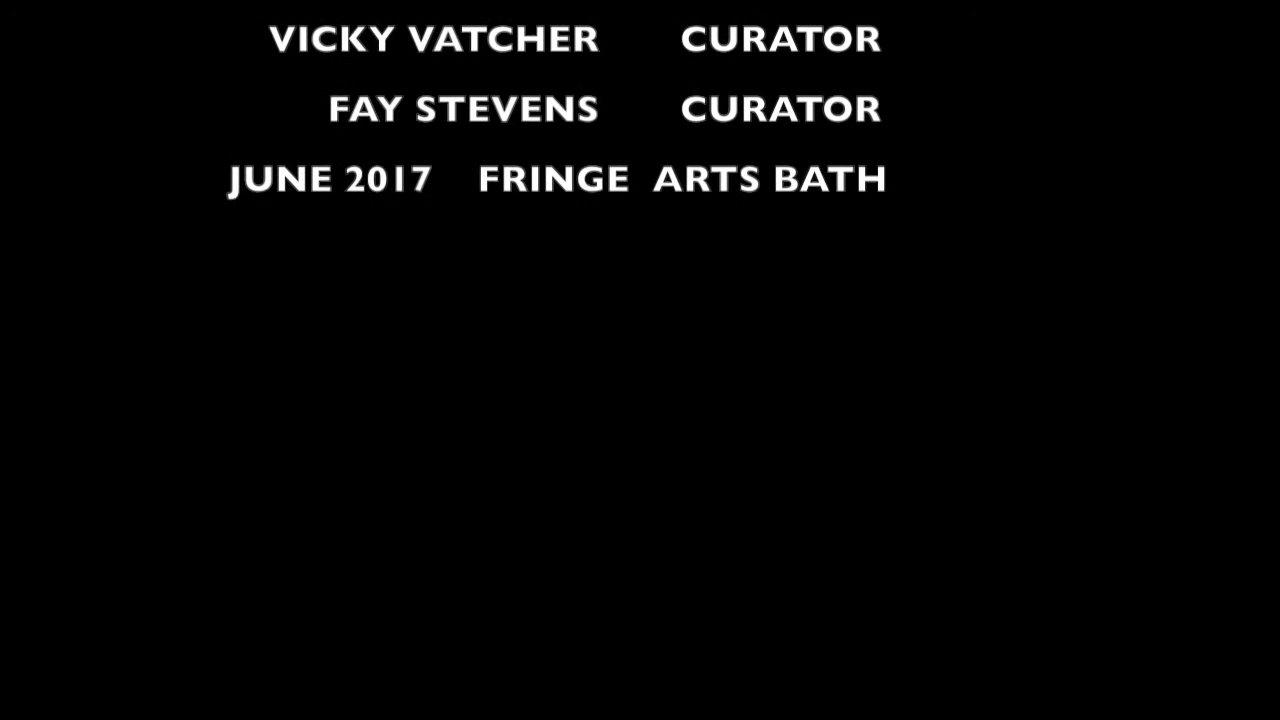 VICKY VATCHER CURATOR
FAY STEVENS CURATOR
JUNE 2017 FRINGE ARTS BATH